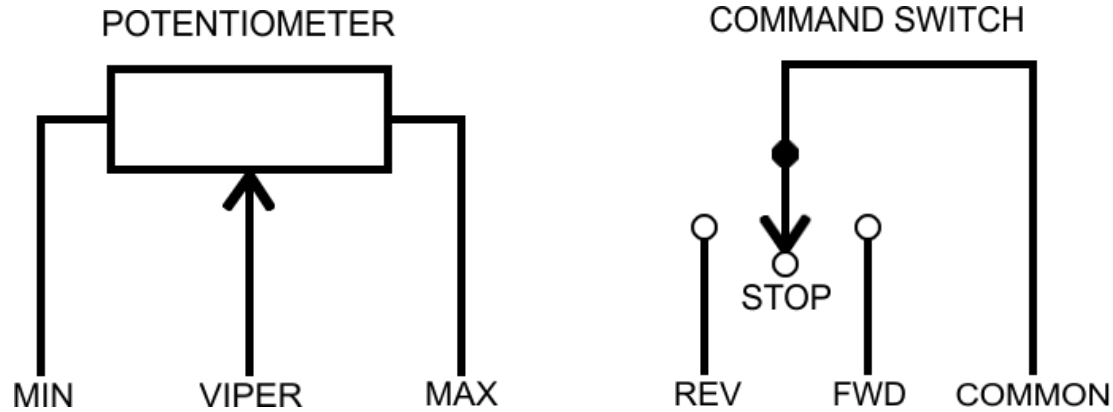 POTENTIOMETER
COMMAND SWITCH
STOP
MIN VIPER MAX REV FWD COMMON